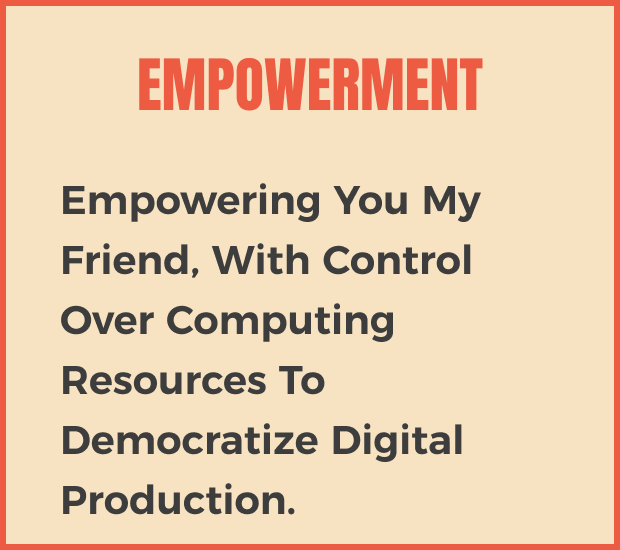 EMPOWERMENT
Empowering You My
Friend, With Control
Over Computing
Resources To
Democratize Digital
Production.